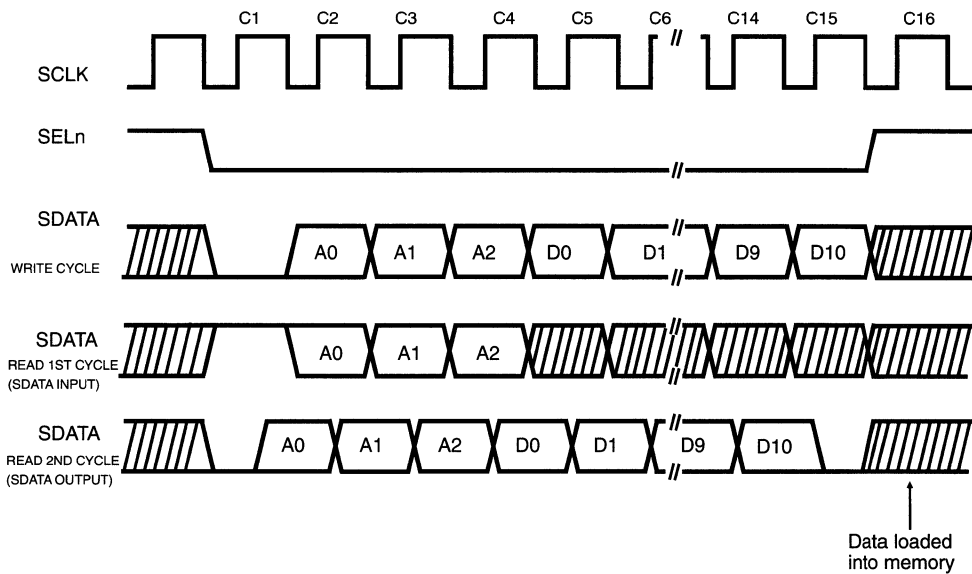 C1 C2 C3 C4 C5 C6 // C14 C15 C16
SCLK
SELn
//
SDATA
WRITE CYCLE
A0 A1 A2 D0 D1 // D9 D10
SDATA
READ 1ST CYCLE
(SDATA INPUT)
A0 A1 A2 //
SDATA
READ 2ND CYCLE
(SDATA OUTPUT)
A0 A1 A2 D0 D1 // D9 D10
Data loaded
into memory